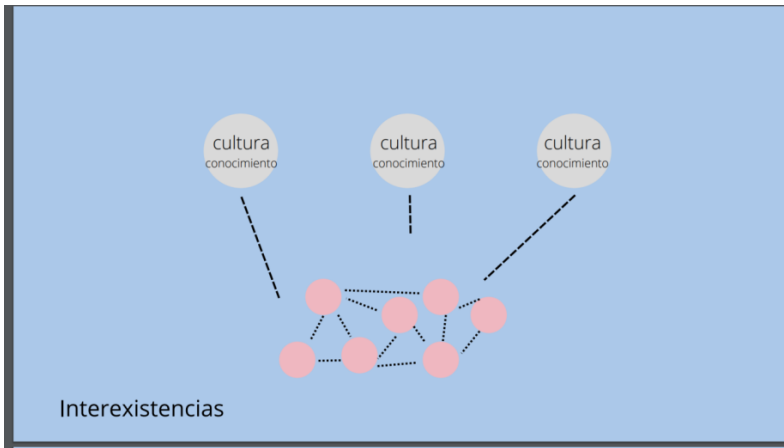 cultura
conocimiento
cultura
conocimiento
cultura
conocimiento
Interexistencias